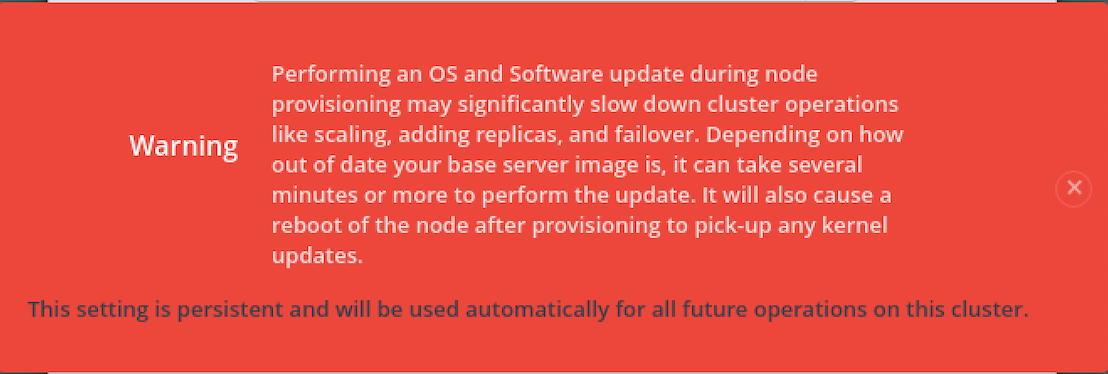 Performing an OS and Software update during node
provisioning may significantly slow down cluster operations
like scaling, adding replicas, and failover. Depending on how
Warning
out of date your base server image is, it can take several
minutes or more to perform the update. It will also cause a
reboot of the node after provisioning to pick-up any kernel
updates.
This setting is persistent and will be used automatically for all future operations on this cluster.